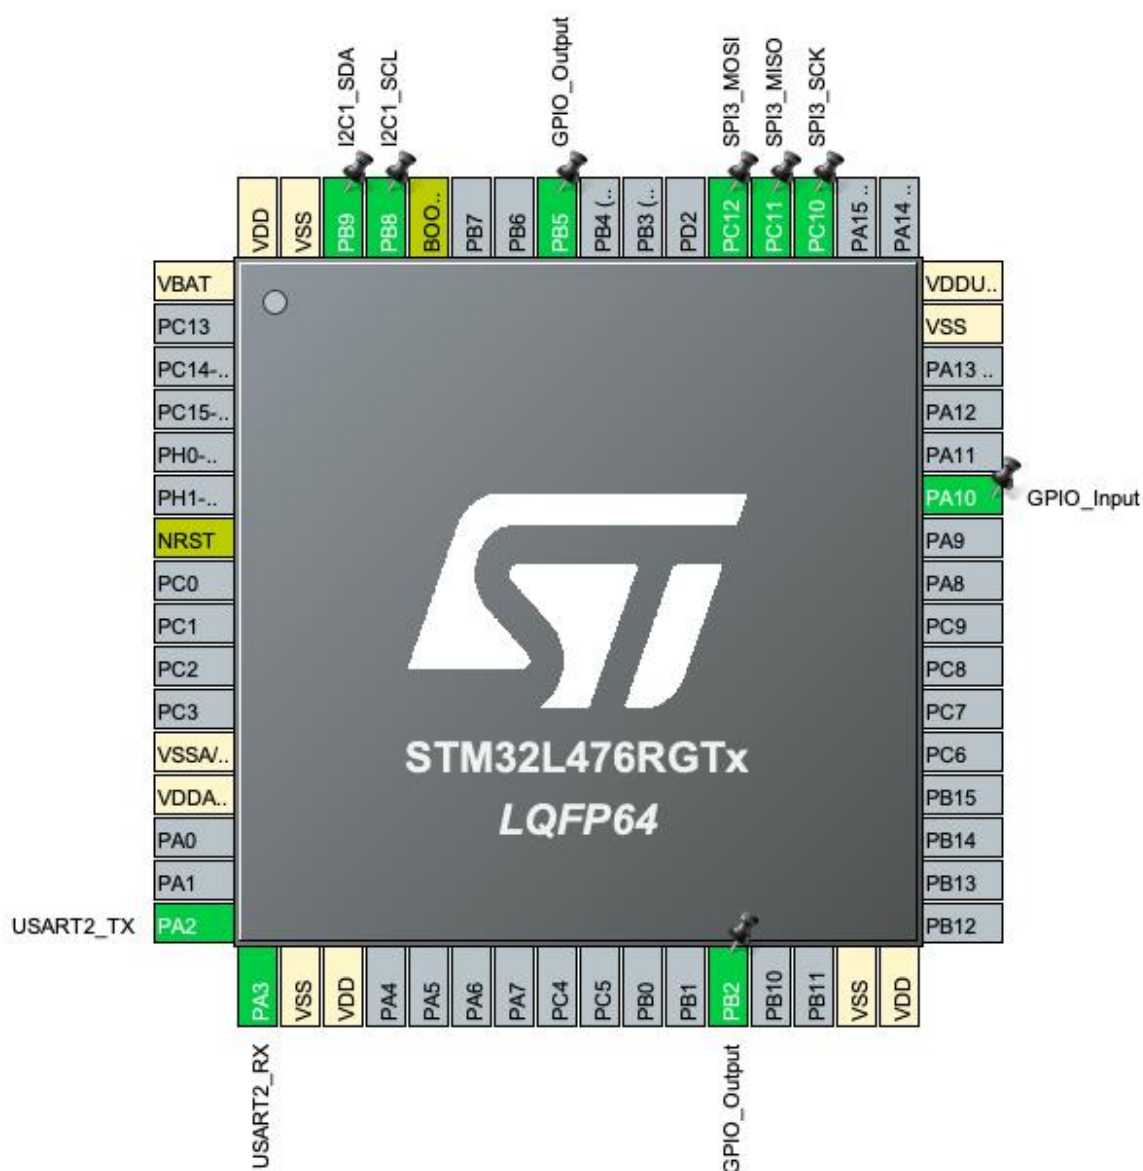 I2C1_SDA
I2C1_SCL
GPIO_Output
SPI3_MOSI
SPI3_MISO
SPI3_SCK
VDD
VSS
PB9
PB8
BOO..
PB7
PB6
PB5
PB4 (..
PB3 (..
PD2
PC12
PC11
PC10
PA15 ..
PA14 ..
VBAT
PC13
PC14-..
PC15-..
PH0-..
PH1-..
NRST
PC0
PC1
PC2
PC3
VSSA/..
VDDA..
PA0
PA1
USART2_TX
PA2
VDDU..
VSS
PA13 ..
PA12
PA11
PA10
GPIO_Input
PA9
PA8
PC9
PC8
PC7
PC6
PB15
PB14
PB13
PB12
ST
STM32L476RGTx
LQFP64
PA3
VSS
VDD
PA4
PA5
PA6
PA7
PC4
PC5
PB0
PB1
PB2
PB10
PB11
VSS
VDD
USART2_RX
GPIO_Output